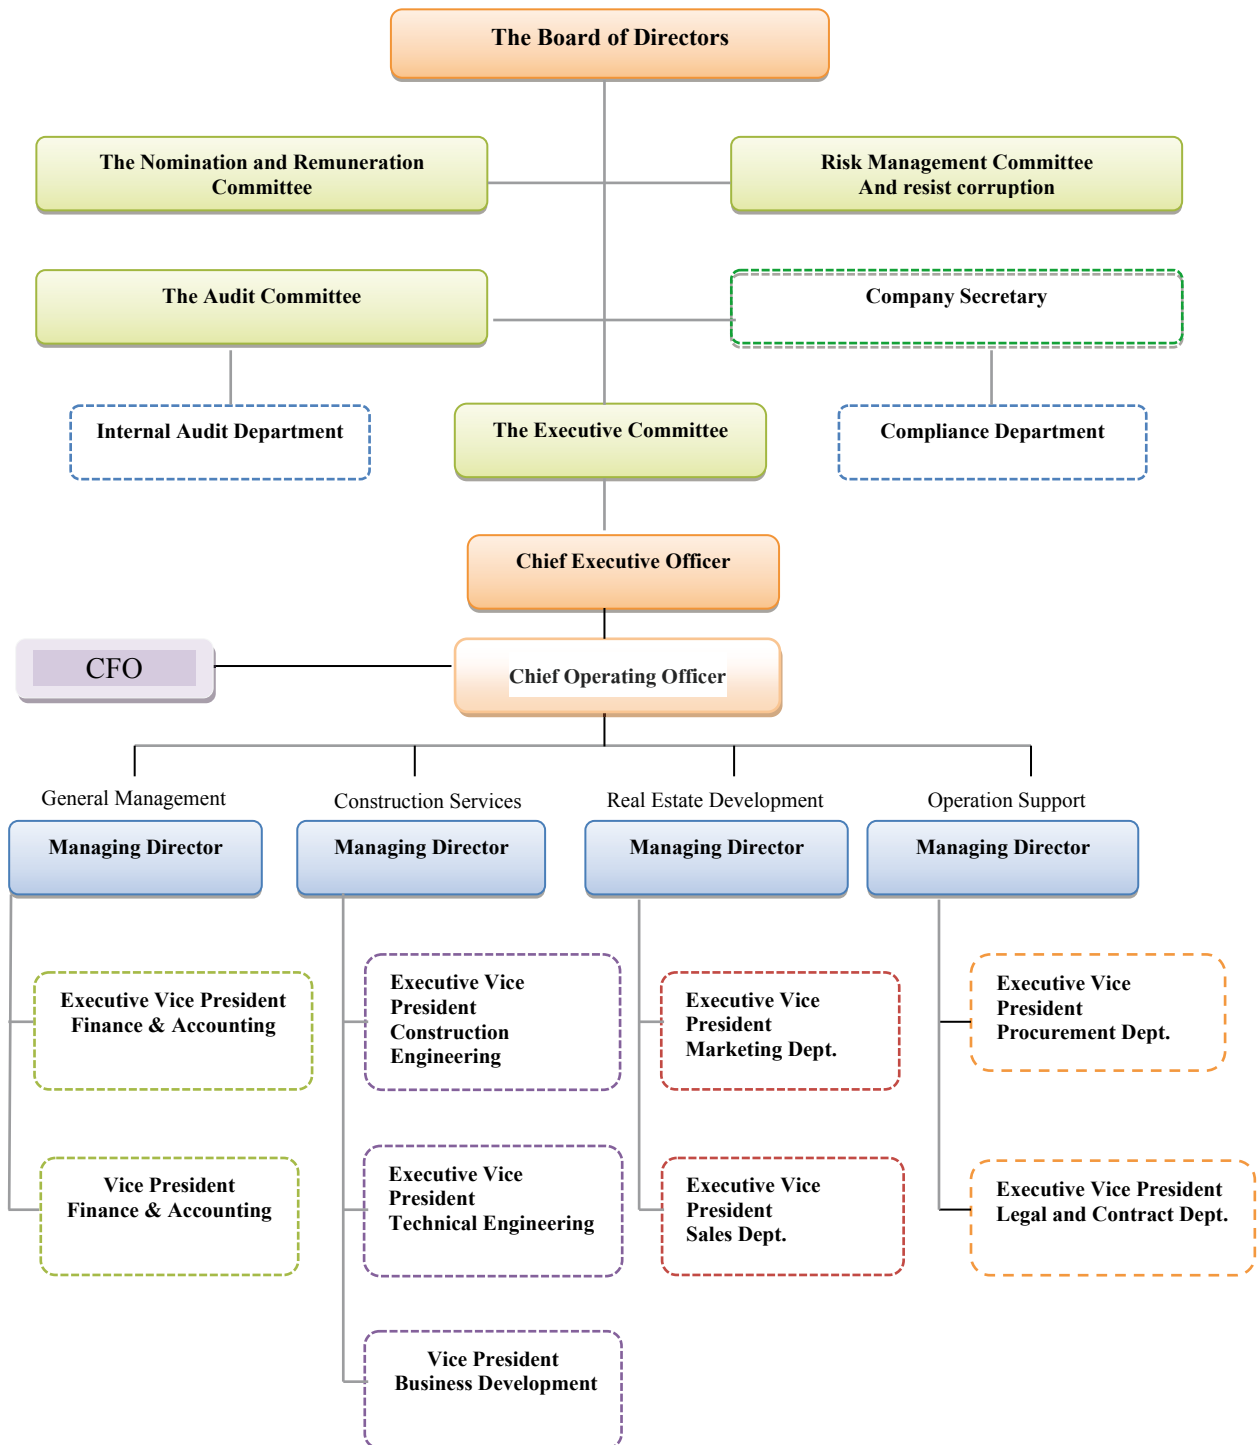 The Board of Directors
The Nomination and Remuneration
Committee
Risk Management Committee
And resist corruption
The Audit Committee
Company Secretary
Internal Audit Department
The Executive Committee
Compliance Department
Chief Executive Officer
CFO
Chief Operating Officer
General Management
Construction Services
Real Estate Development
Operation Support
Managing Director
Managing Director
Managing Director
Managing Director
Executive Vice President
Finance & Accounting
Executive Vice
President
Construction
Engineering
Executive Vice
President
Marketing Dept.
Executive Vice
President
Procurement Dept.
Vice President
Finance & Accounting
Executive Vice
President
Technical Engineering
Executive Vice
President
Sales Dept.
Executive Vice President
Legal and Contract Dept.
Vice President
Business Development